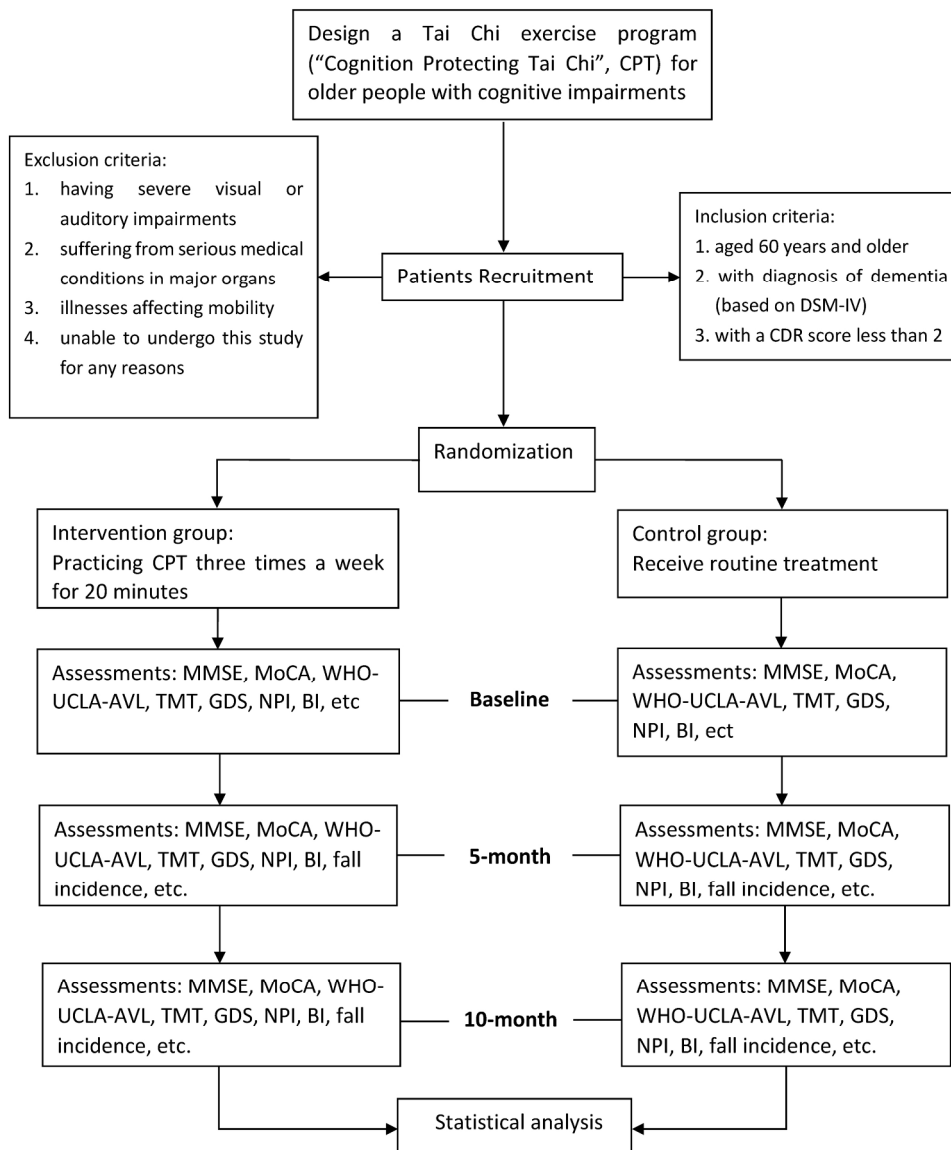 Design a Tai Chi exercise program
(“Cognition Protecting Tai Chi”, CPT) for
older people with cognitive impairments
Exclusion criteria:
1. having severe visual or
auditory impairments
2. suffering from serious medical
conditions in major organs
3. illnesses affecting mobility
4. unable to undergo this study
for any reasons
Patients Recruitment
Inclusion criteria:
1. aged 60 years and older
2. with diagnosis of dementia
(based on DSM-IV)
3. with a CDR score less than 2
Randomization
Intervention group:
Practicing CPT three times a week
for 20 minutes
Control group:
Receive routine treatment
Assessments: MMSE, MoCA, WHO-
UCLA-AVL, TMT, GDS, NPI, BI, etc
Baseline
Assessments: MMSE, MoCA,
WHO-UCLA-AVL, TMT, GDS,
NPI, BI, ect
Assessments: MMSE, MoCA, WHO-
UCLA-AVL, TMT, GDS, NPI, BI, fall
incidence, etc.
5-month
Assessments: MMSE, MoCA,
WHO-UCLA-AVL, TMT, GDS,
NPI, BI, fall incidence, etc.
Assessments: MMSE, MoCA, WHO-
UCLA-AVL, TMT, GDS, NPI, BI, fall
incidence, etc.
10-month
Assessments: MMSE, MoCA,
WHO-UCLA-AVL, TMT, GDS,
NPI, BI, fall incidence, etc.
Statistical analysis